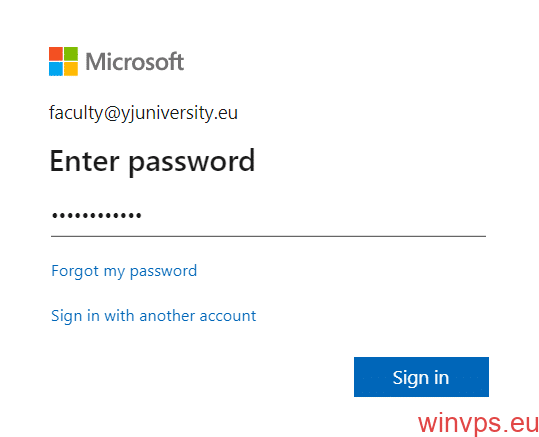 Microsoft
faculty@yjuniversity.eu
Enter password
••••••••••••
Forgot my password
Sign in with another account
Sign in
winvps.eu